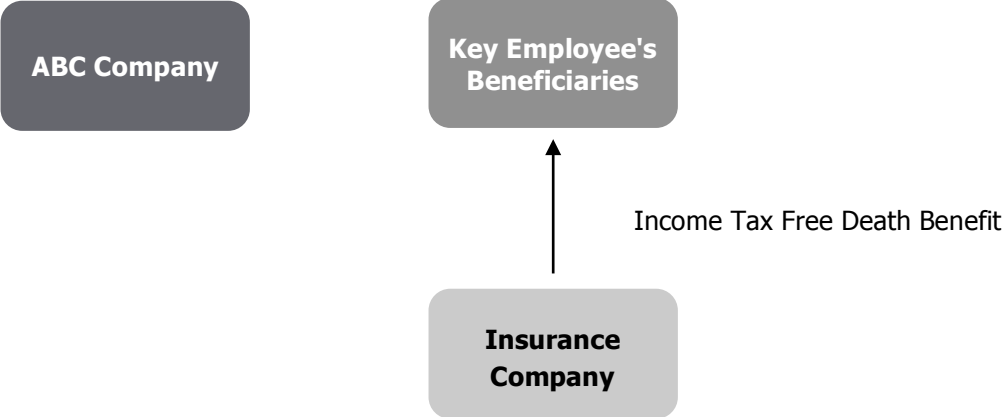 ABC Company
Key Employee's
Beneficiaries
Income Tax Free Death Benefit
Insurance
Company